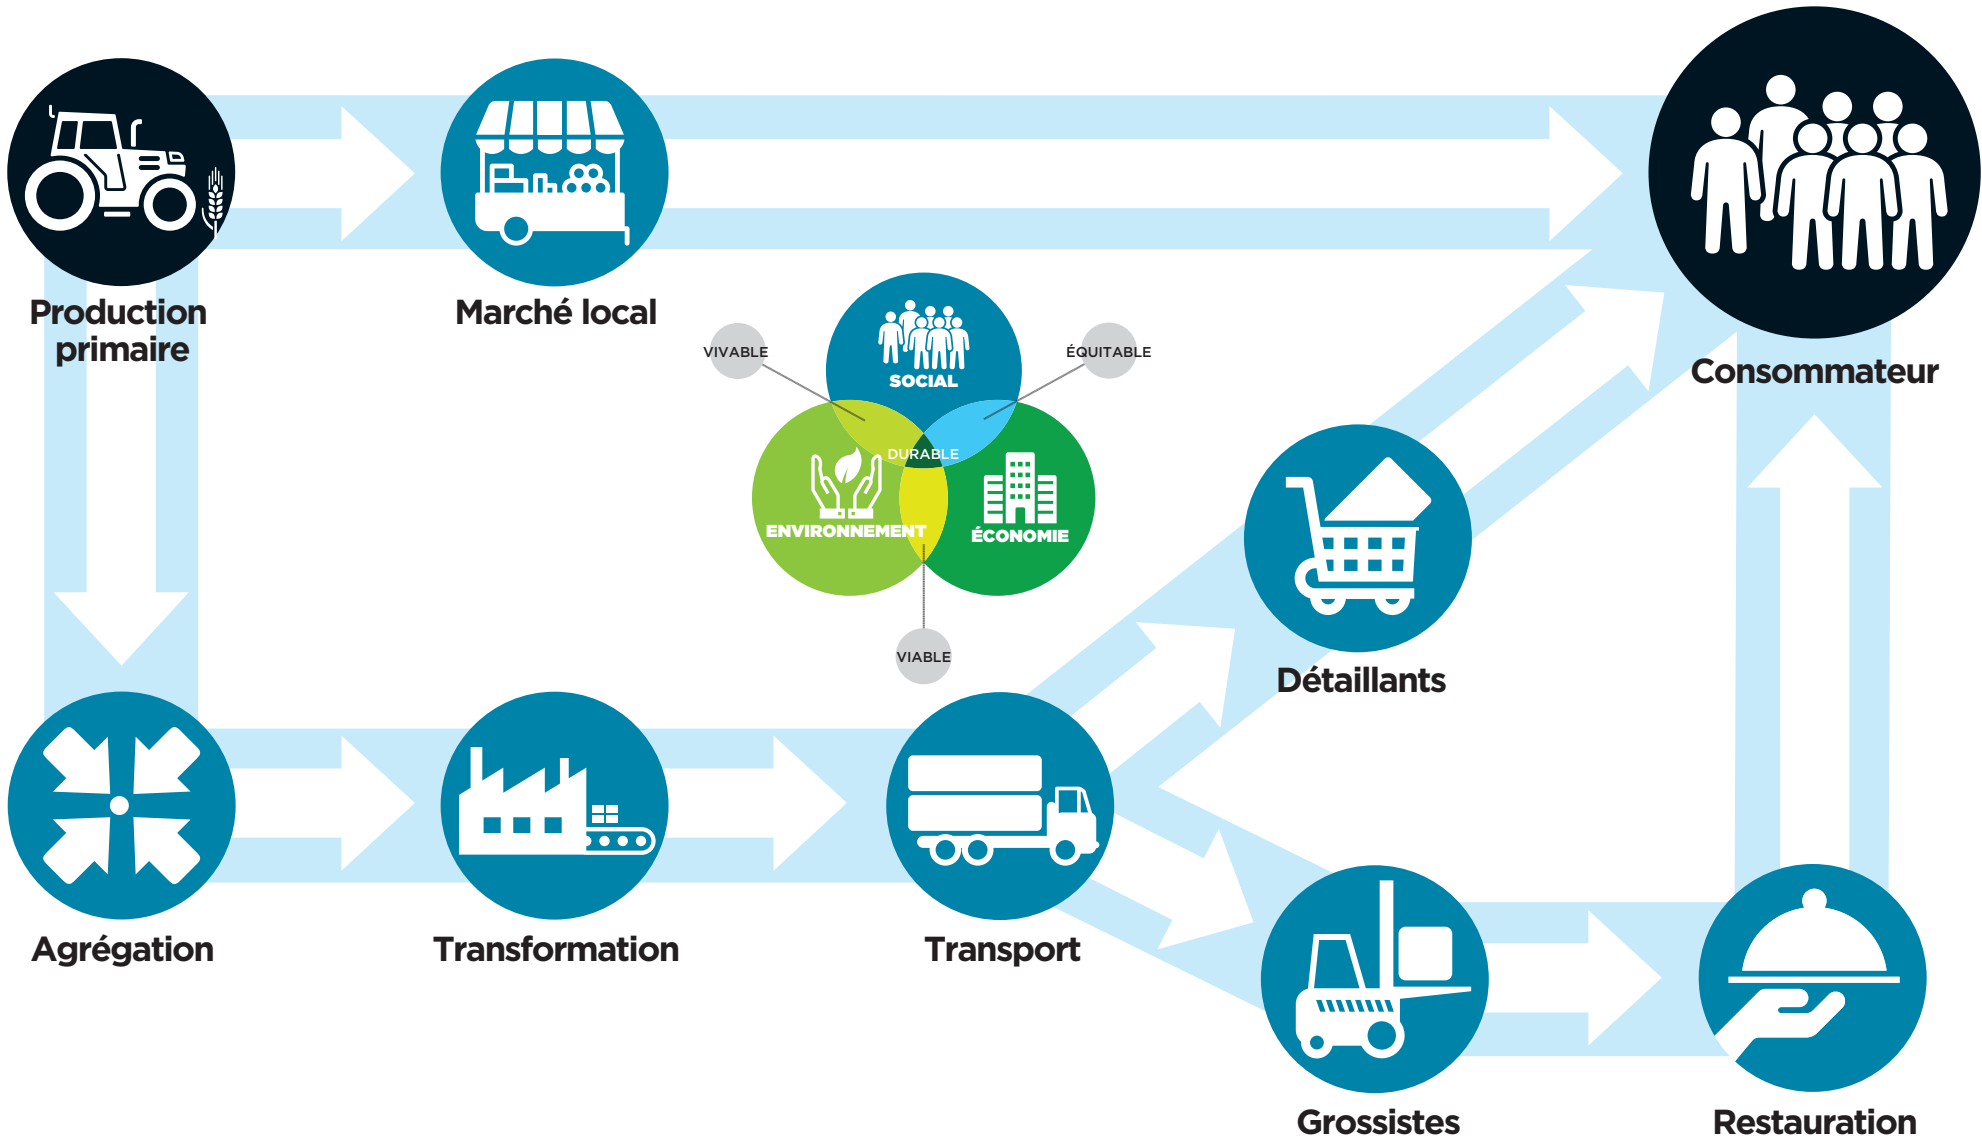 Production
primaire
Marché local
Consommateur
VIVABLE
ÉQUITABLE
SOCIAL
DURABLE
ENVIRONNEMENT
ÉCONOMIE
VIABLE
Détaillants
Agrégation
Transformation
Transport
Grossistes
Restauration